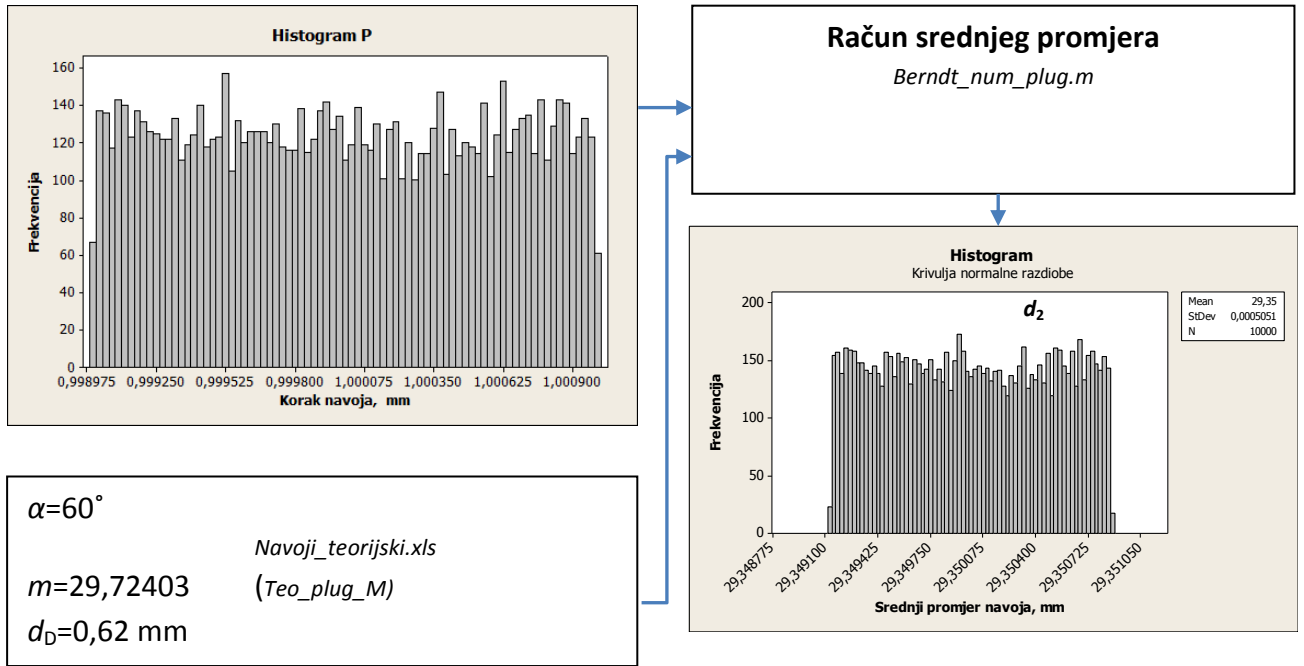 Histogram P
Frekvencija
160
140
120
100
80
60
40
20
0
0,998975 0,999250 0,999525 0,999800 1,000075 1,000350 1,000625 1,000900
Korak navoja, mm
Račun srednjeg promjera
Berndt_num_plug.m
Histogram
Krivulja normalne razdiobe
d2
Mean 29,35
StDev 0,0005051
N 10000
Frekvencija
200
150
100
50
0
29,348775 29,349100 29,349425 29,349750 29,350075 29,350400 29,350725 29,351050
Srednji promjer navoja, mm
α=60˚
Navoji_teorijski.xls
m=29,72403 (Teo_plug_M)
dD=0,62 mm